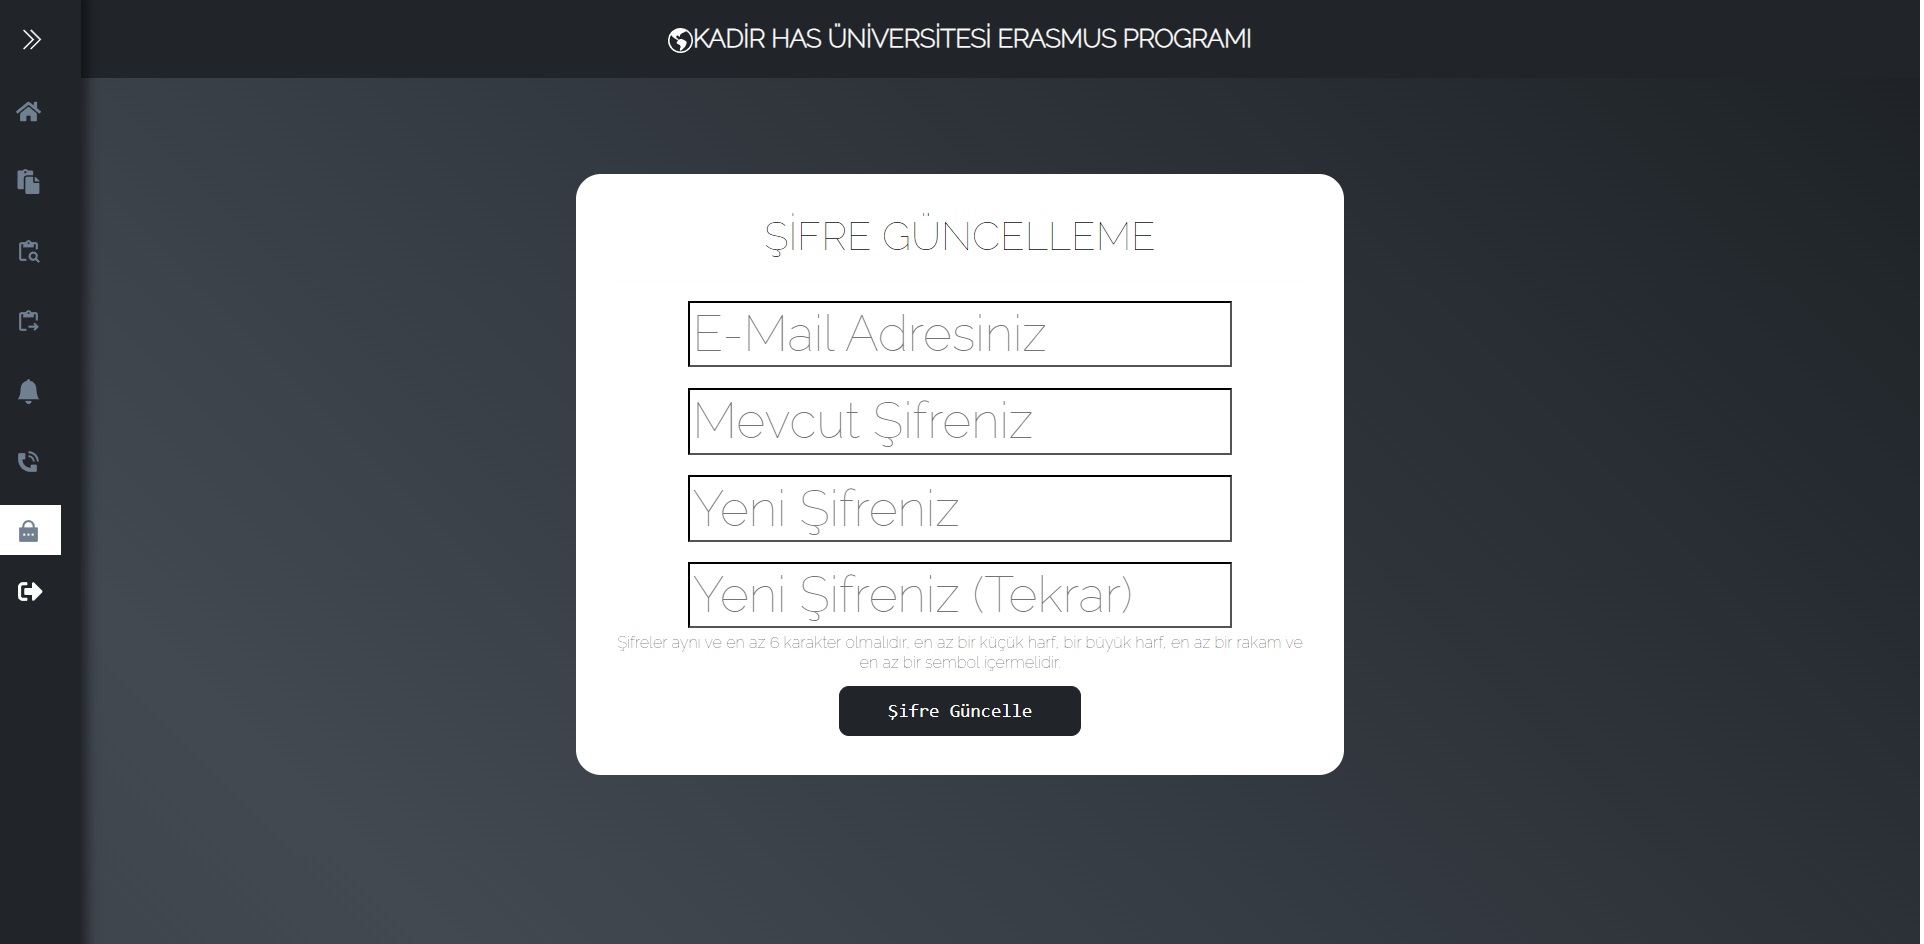 KADİR HAS ÜNİVERSİTESİ ERASMUS PROGRAMI
ŞİFRE GÜNCELLEME
E-Mail Adresiniz
Mevcut Şifreniz
Yeni Şifreniz
Yeni Şifreniz (Tekrar)
Şifreler aynı ve en az 6 karakter olmalıdır, en az bir küçük harf, bir büyük harf, en az bir rakam ve
en az bir sembol içermelidir.
Şifre Güncelle